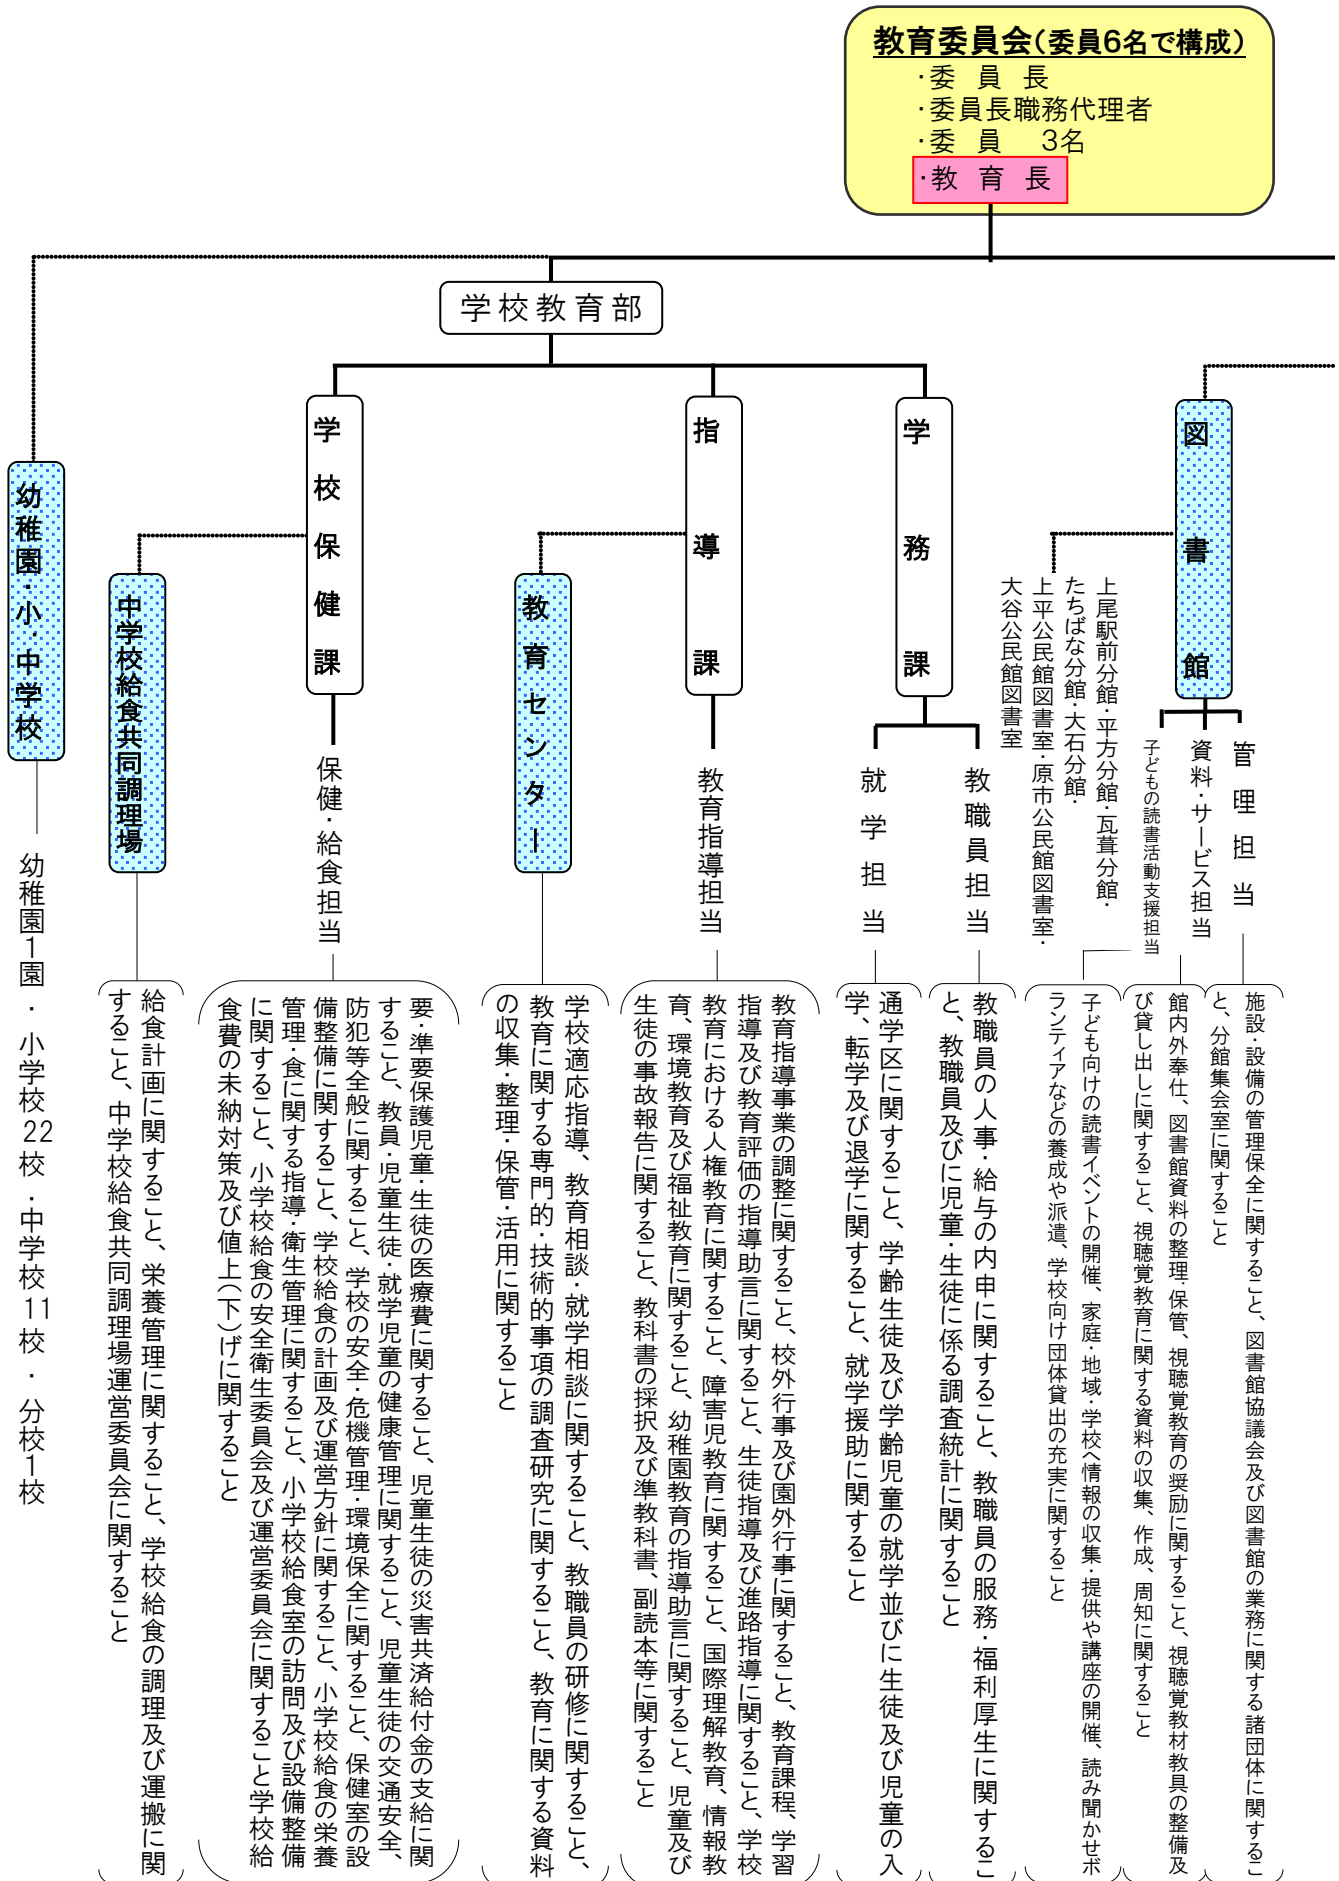 教育委員会（委員6名で構成）
・委　員　長
・委員長職務代理者
・委　員　3名
・教　育　長
学校教育部
図書館
管理担当
施設・設備の管理保全に関すること、図書館協議会及び図書館の業務に関する諸団体に関するこ
と、分館集会室に関すること
資料・サービス担当
館内外奉仕、図書館資料の整理・保管、視聴覚教育の奨励に関すること、視聴覚教材教具の整備及
び貸し出しに関すること、視聴覚教育に関する資料の収集、作成、周知に関すること
子どもの読書活動支援担当
子ども向けの読書イベントの開催、家庭・地域・学校へ情報の収集・提供や講座の開催、読み聞かせボ
ランティアなどの養成や派遣、学校向け団体貸出の充実に関すること
上尾駅前分館・平方分館・瓦葺分館・
たちばな分館・大石分館・
上平公民館図書室・原市公民館図書室・
大谷公民館図書室
学務課
教職員担当
教職員の人事・給与の内申に関すること、教職員の服務・福利厚生に関するこ
と、教職員及びに児童・生徒に係る調査統計に関すること
就学担当
通学区に関すること、学齢生徒及び学齢児童の就学並びに生徒及び児童の入
学、転学及び退学に関すること、就学援助に関すること
指導課
教育指導担当
教育指導事業の調整に関すること、校外行事及び園外行事に関すること、教育課程、学習
指導及び教育評価の指導助言に関すること、生徒指導及び進路指導に関すること、学校
教育における人権教育に関すること、障害児教育に関すること、国際理解教育、情報教
育、環境教育及び福祉教育に関すること、幼稚園教育の指導助言に関すること、児童及び
生徒の事故報告に関すること、教科書の採択及び準教科書、副読本等に関すること
教育センター
学校適応指導、教育相談・就学相談に関すること、教職員の研修に関すること、
教育に関する専門的・技術的事項の調査研究に関すること、教育に関する資料
の収集・整理・保管・活用に関すること
学校保健課
保健・給食担当
要・準要保護児童・生徒の医療費に関すること、児童生徒の災害共済給付金の支給に関
すること、教員・児童生徒・就学児童の健康管理に関すること、児童生徒の交通安全、
防犯等全般に関すること、学校の安全・危機管理・環境保全に関すること、保健室の設
備整備に関すること、学校給食の計画及び運営方針に関すること、小学校給食の栄養
管理・食に関する指導・衛生管理に関すること、小学校給食室の訪問及び設備整備
に関すること、小学校給食の安全衛生委員会及び運営委員会に関すること学校給
食費の未納対策及び値上（下）げに関すること
中学校給食共同調理場
給食計画に関すること、栄養管理に関すること、学校給食の調理及び運搬に関
すること、中学校給食共同調理場運営委員会に関すること
幼稚園・小・中学校
幼稚園1園・小学校22校・中学校11校・分校1校